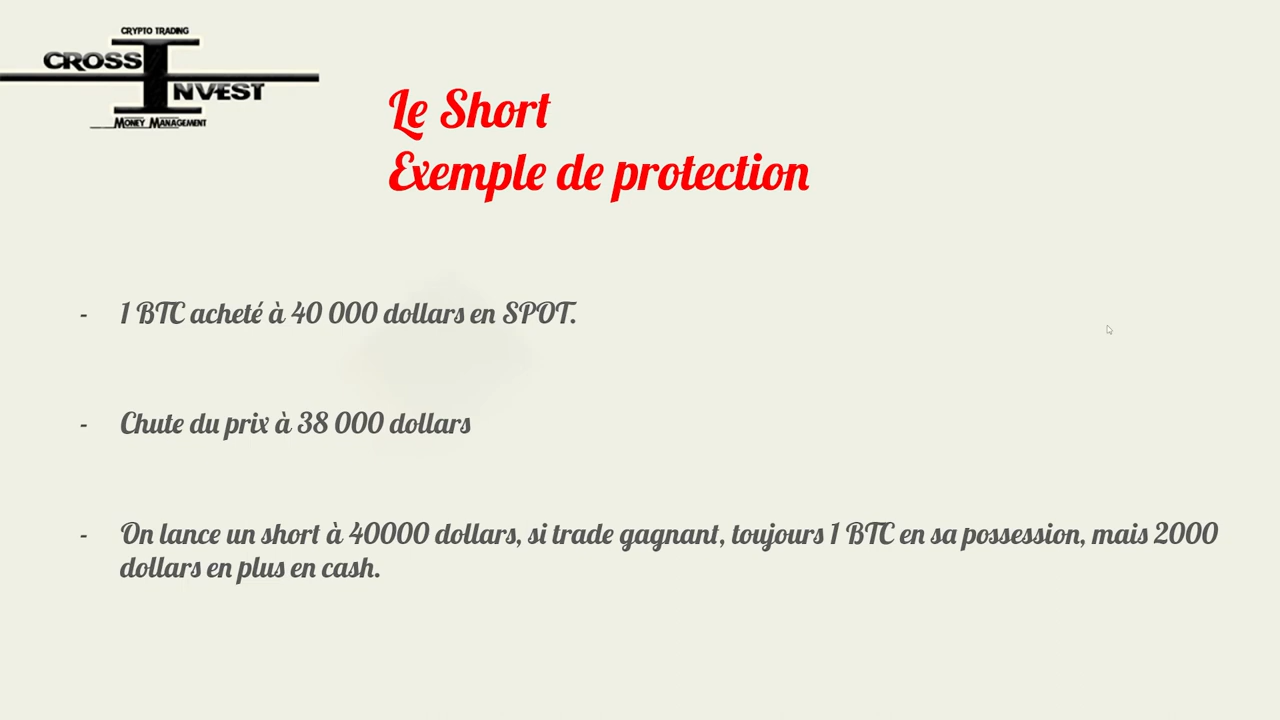 CRYPTO TRADING
CROSS
INVEST
MONEY MANAGEMENT
Le Short
Exemple de protection
- 1 BTC acheté à 40 000 dollars en SPOT.
- Chute du prix à 38 000 dollars
- On lance un short à 40000 dollars, si trade gagnant, toujours 1 BTC en sa possession, mais 2000
dollars en plus en cash.